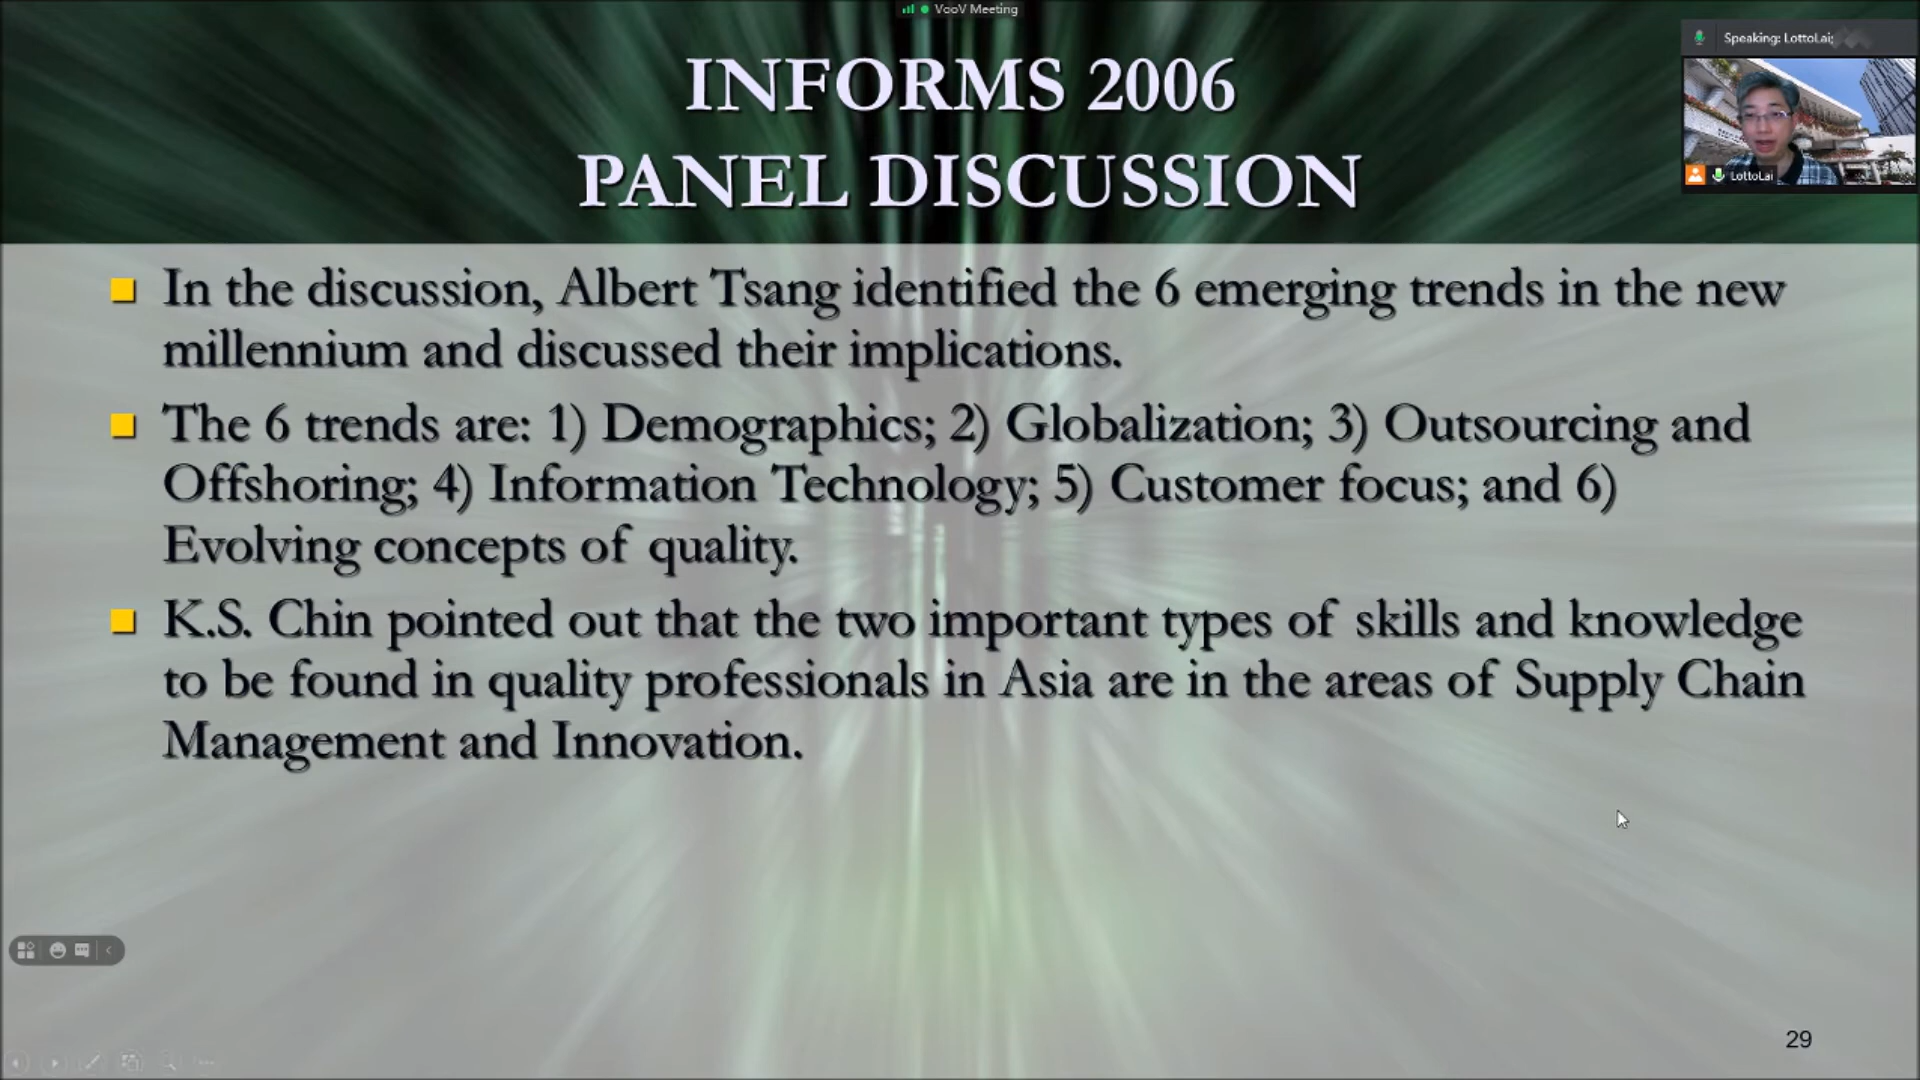 VooV Meeting
Speaking: LottoLai;
INFORMS 2006
PANEL DISCUSSION
LottoLai
In the discussion, Albert Tsang identified the 6 emerging trends in the new
millennium and discussed their implications.
The 6 trends are: 1) Demographics; 2) Globalization; 3) Outsourcing and
Offshoring; 4) Information Technology; 5) Customer focus; and 6)
Evolving concepts of quality.
K.S. Chin pointed out that the two important types of skills and knowledge
to be found in quality professionals in Asia are in the areas of Supply Chain
Management and Innovation.
29